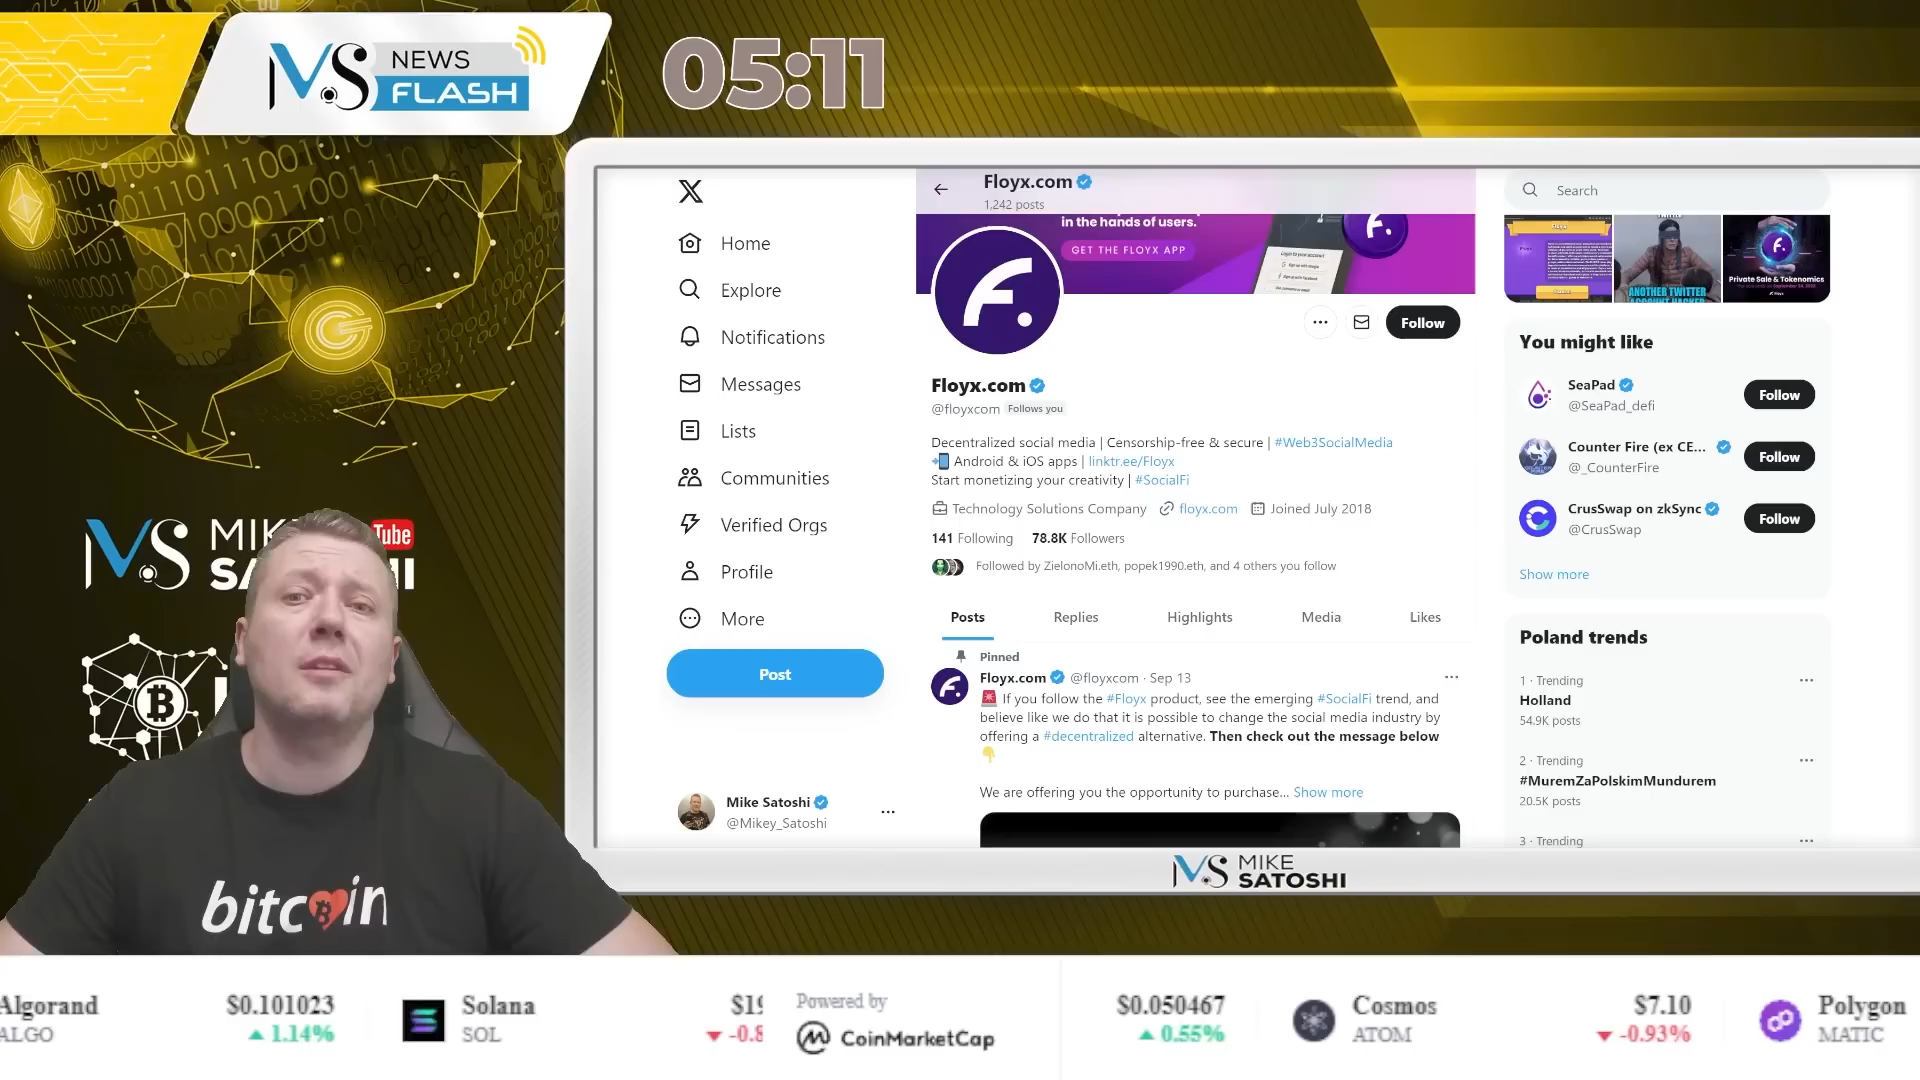 NEWS
FLASH
05:11
Floyx.com
1,242 posts
Search
in the hands of users.
GET THE FLOYX APP
Private Sale & Tokenomics
ANOTHER TWITTER
ACCOUNT HACKED
Home
Explore
Notifications
Messages
Lists
Communities
Verified Orgs
Profile
More
Post
Mike Satoshi
@Mikey_Satoshi
Follow
Floyx.com
@floyxcom Follows you
Decentralized social media | Censorship-free & secure | #Web3SocialMedia
📲 Android & iOS apps | linktr.ee/Floyx
Start monetizing your creativity | #SocialFi
Technology Solutions Company floyx.com Joined July 2018
141 Following 78.8K Followers
Followed by ZielonoMi.eth, popek1990.eth, and 4 others you follow
Posts Replies Highlights Media Likes
Pinned
Floyx.com @floyxcom · Sep 13
🚨 If you follow the #Floyx product, see the emerging #SocialFi trend, and
believe like we do that it is possible to change the social media industry by
offering a #decentralized alternative. Then check out the message below
👇
We are offering you the opportunity to purchase... Show more
You might like
SeaPad
@SeaPad_defi
Follow
Counter Fire (ex CE...
@_CounterFire
Follow
CrusSwap on zkSync
@CrusSwap
Follow
Show more
Poland trends
1 · Trending
Holland
54.9K posts
2 · Trending
#MuremZaPolskimMundurem
20.5K posts
3 · Trending
MIKE
SATOSHI
Tube
bitcoin
Algorand
ALGO
$0.101023
1.14%
Solana
SOL
$19
-0.8
Powered by
CoinMarketCap
$0.050467
0.55%
Cosmos
ATOM
$7.10
-0.93%
Polygon
MATIC